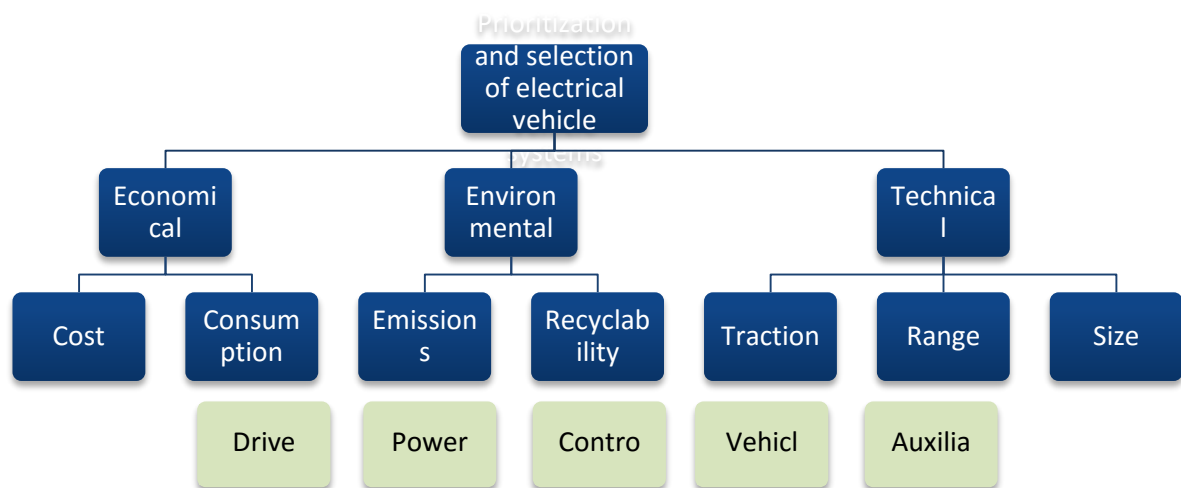 Prioritization
and selection
of electrical
vehicle
systems
Economi
cal
Environ
mental
Technica
l
Cost
Consum
ption
Emission
s
Recyclab
ility
Traction
Range
Size
Drive
Power
Contro
Vehicl
Auxilia